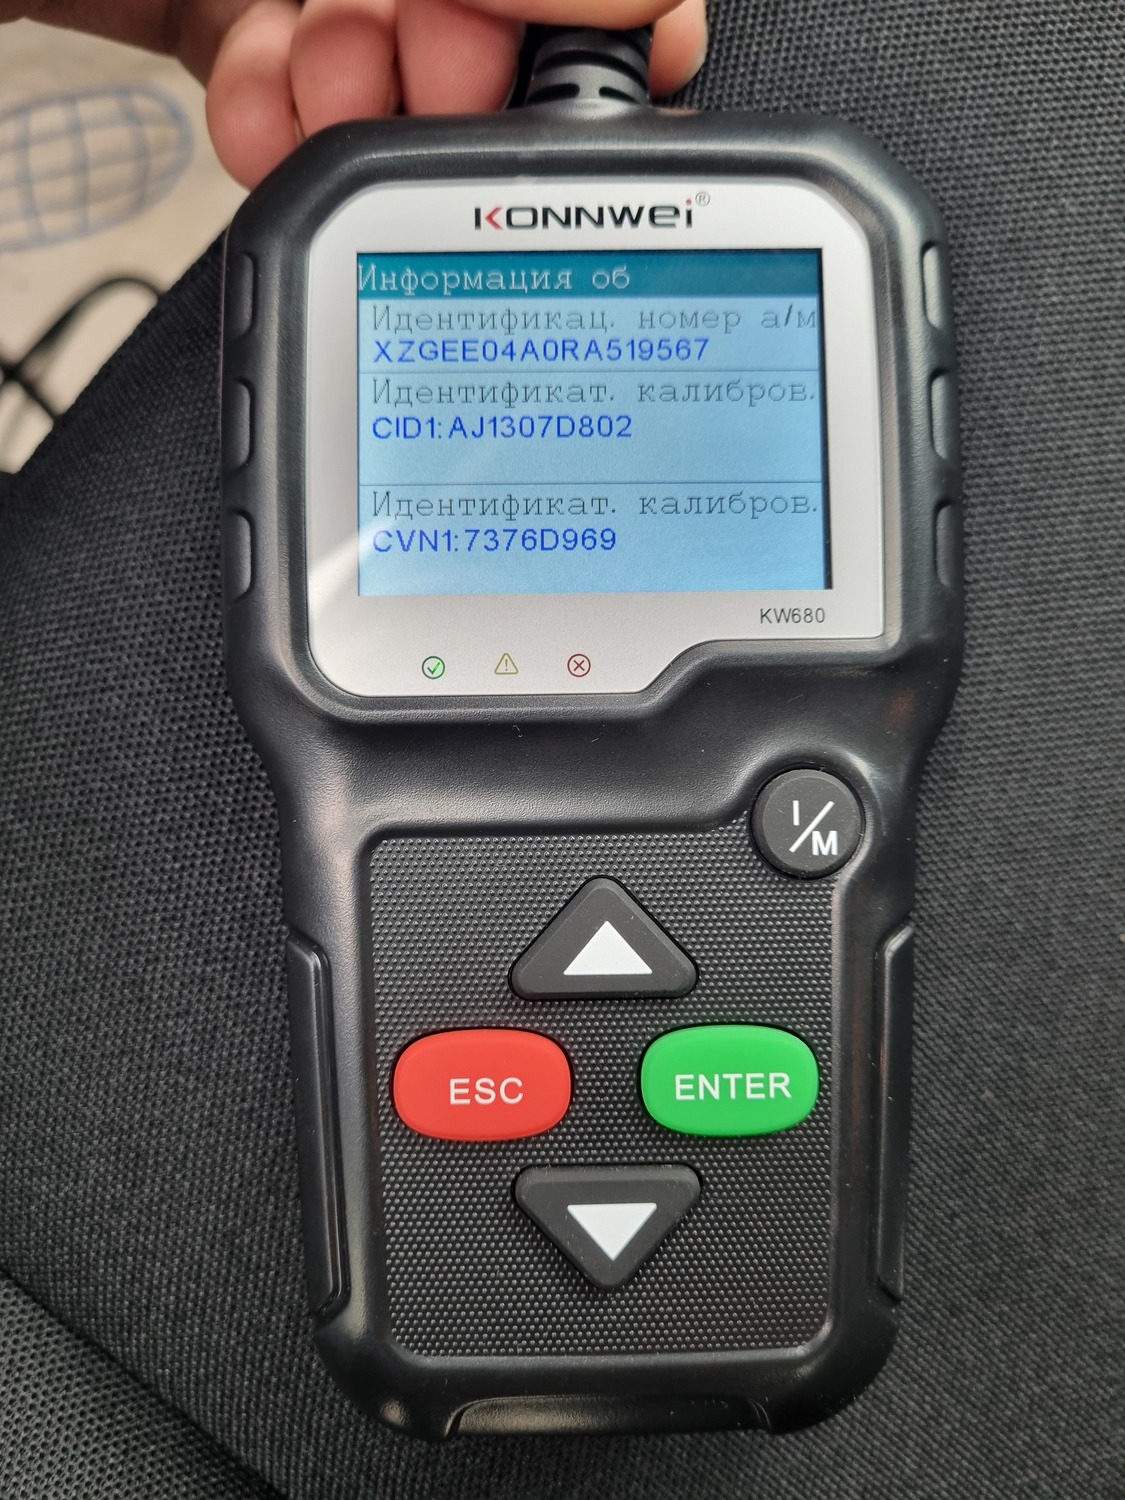 KONNWEI®
Информация об
Идентификац. номер а/м
XZGEE04A0RA519567
Идентификат. калибров.
CID1:AJ1307D802
Идентификат. калибров.
CVN1:7376D969
KW680
I/M
ESC
ENTER